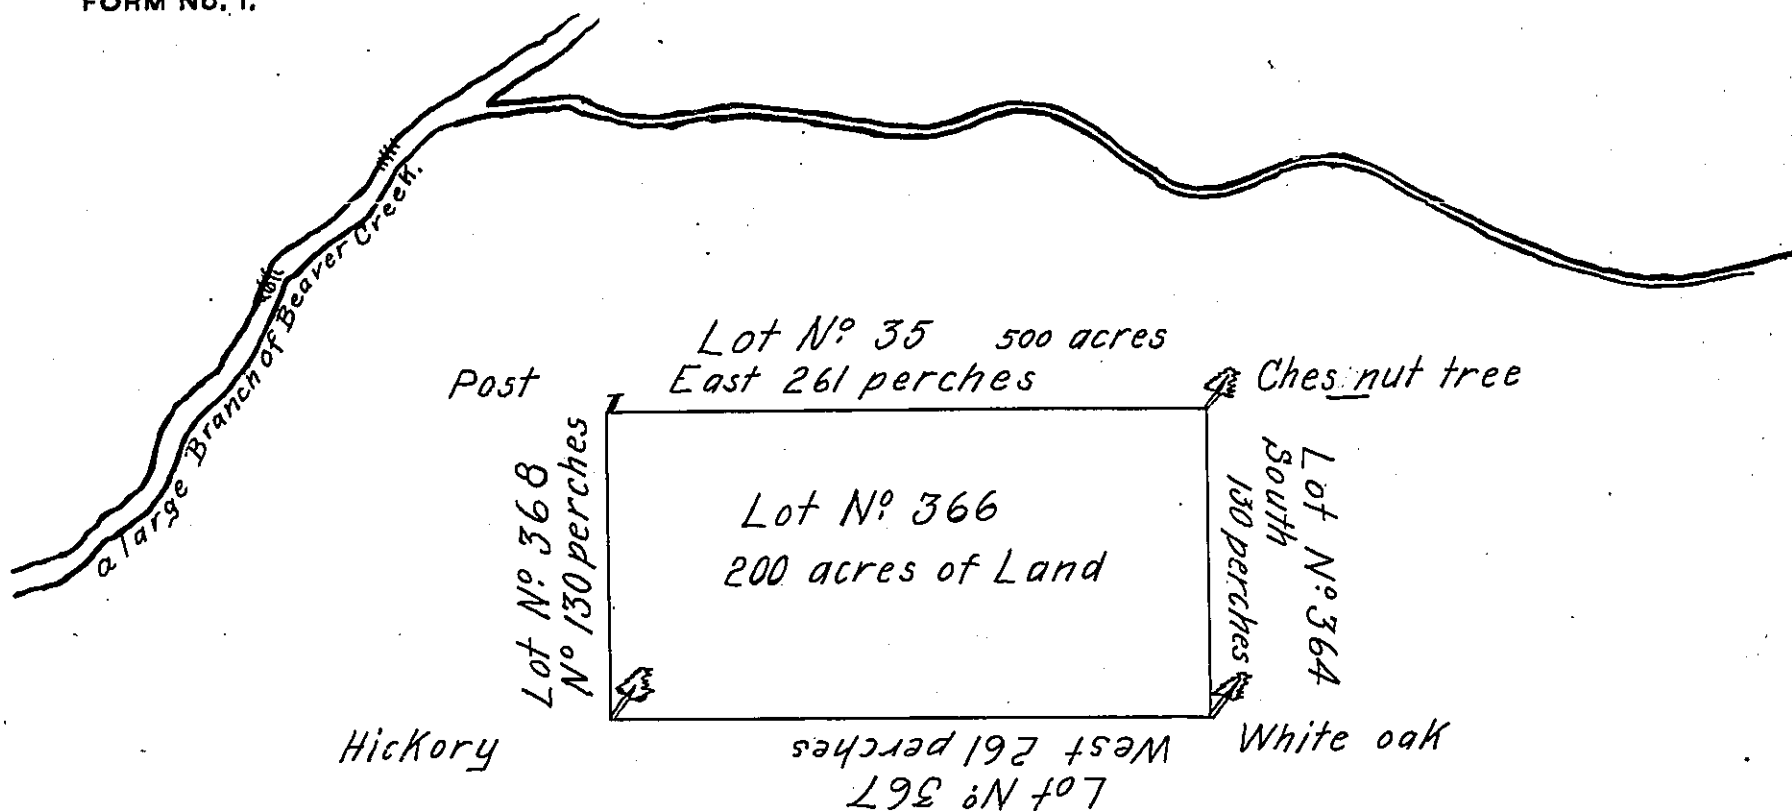 FORM No. 1.
a large Branch of Beaver Creek.
Lot Nº 35 500 acres
Post
East 261 perches
Chesnut tree
Lot Nº 368
Nº 130 perches
Lot Nº 366
200 acres of Land
Lot Nº 364
South
130 perches
Hickory
West 261 perches
Lot Nº 367
White oak